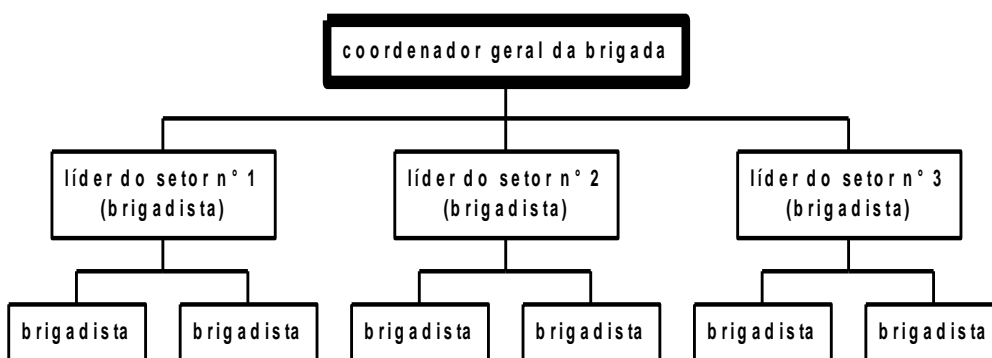 coordenador geral da brigada
líder do setor n° 1
(brigadista)
líder do setor n° 2
(brigadista)
líder do setor n° 3
(brigadista)
brigadista
brigadista
brigadista
brigadista
brigadista
brigadista